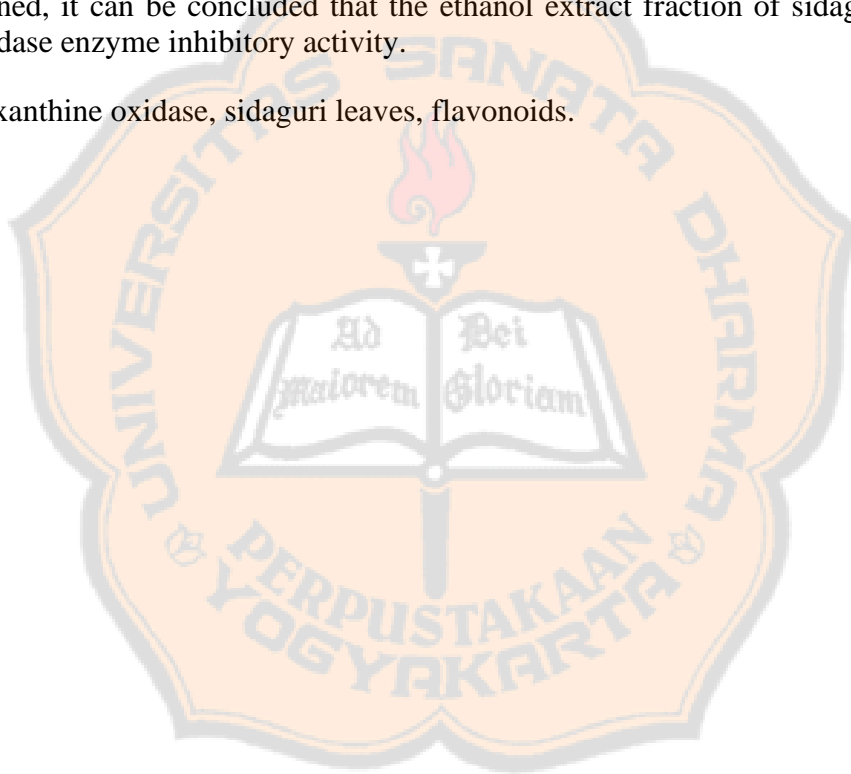 ned, it can be concluded that the ethanol extract fraction of sidag
dase enzyme inhibitory activity.
xanthine oxidase, sidaguri leaves, flavonoids.
UNIVERSITAS SANATA DHARMA
Ad Dei
maiorem Gloriam
PERPUSTAKAAN
YOGYAKARTA